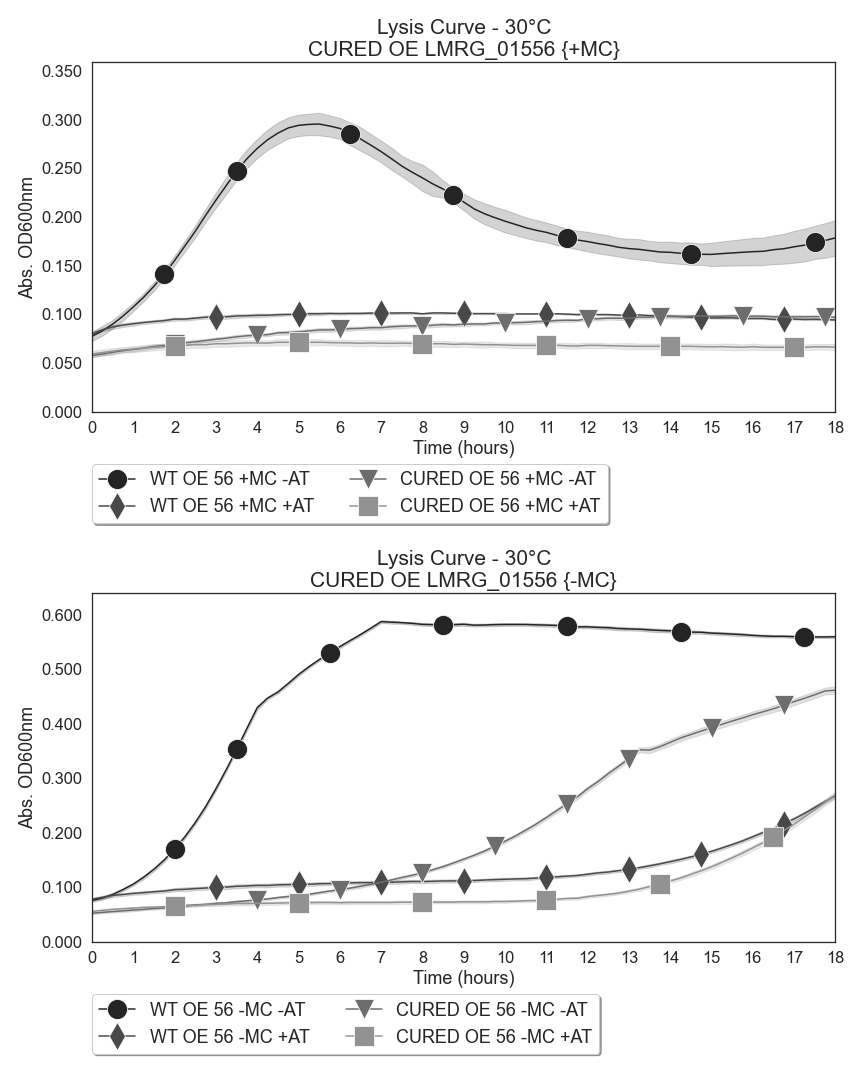 Lysis Curve - 30°C
CURED OE LMRG_01556 {+MC}
0.350
0.300
0.250
0.200
0.150
0.100
0.050
0.000
Abs. OD600nm
0 1 2 3 4 5 6 7 8 9 10 11 12 13 14 15 16 17 18
Time (hours)
WT OE 56 +MC -AT CURED OE 56 +MC -AT
WT OE 56 +MC +AT CURED OE 56 +MC +AT
Lysis Curve - 30°C
CURED OE LMRG_01556 {-MC}
0.600
0.500
0.400
0.300
0.200
0.100
0.000
Abs. OD600nm
0 1 2 3 4 5 6 7 8 9 10 11 12 13 14 15 16 17 18
Time (hours)
WT OE 56 -MC -AT CURED OE 56 -MC -AT
WT OE 56 -MC +AT CURED OE 56 -MC +AT